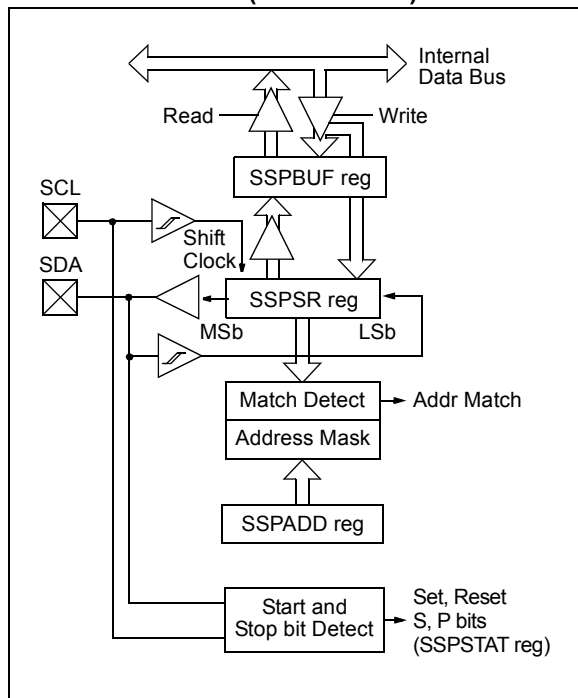 Internal
Data Bus
Read
Write
SSPBUF reg
SCL
Shift
Clock
SDA
SSPSR reg
MSb
LSb
Match Detect
Addr Match
Address Mask
SSPADD reg
Start and
Stop bit Detect
Set, Reset
S, P bits
(SSPSTAT reg)